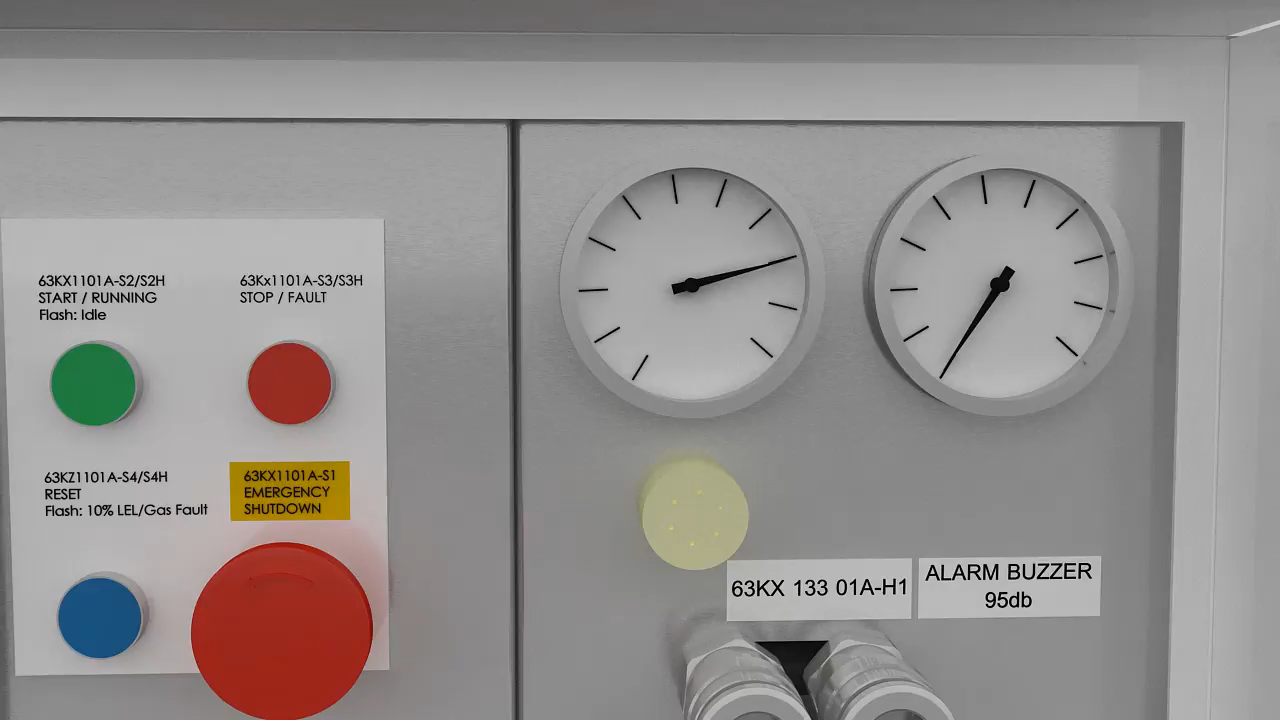 63KX1101A-S2/S2H
START / RUNNING
Flash: Idle
63Kx1101A-S3/S3H
STOP / FAULT
63KZ1101A-S4/S4H
RESET
Flash: 10% LEL/Gas Fault
63KX1101A-S1
EMERGENCY
SHUTDOWN
63KX 133 01A-H1
ALARM BUZZER
95db